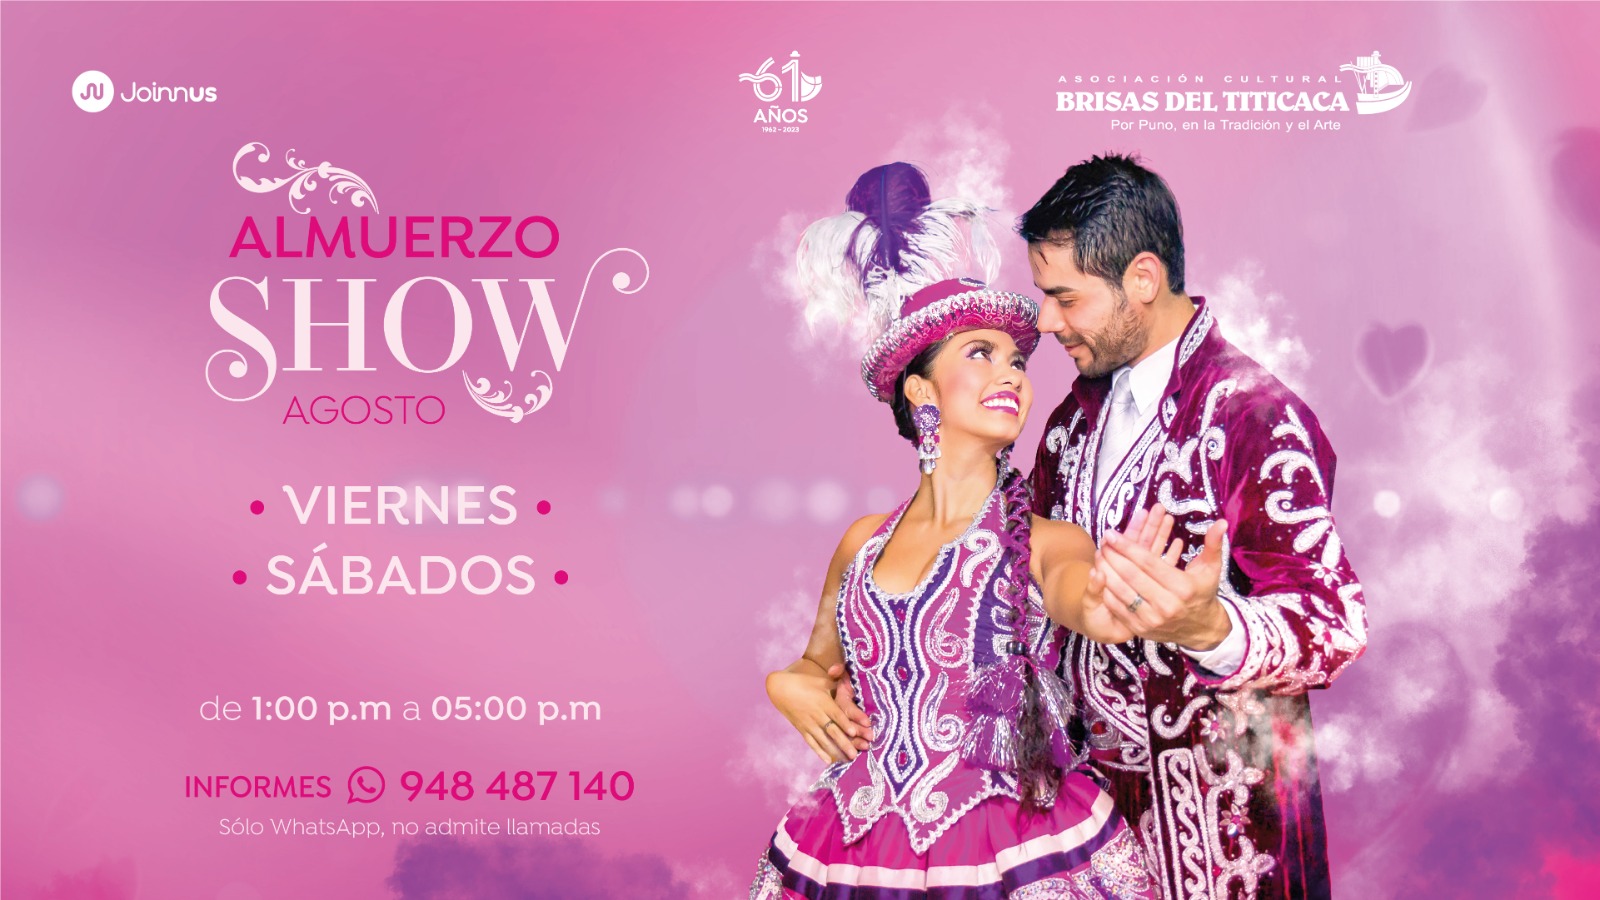 Joinnus
61
AÑOS
1962 - 2023
ASOCIACIÓN CULTURAL
BRISAS DEL TITICACA
Por Puno, en la Tradición y el Arte
ALMUERZO
SHOW
AGOSTO
• VIERNES •
• SÁBADOS •
de 1:00 p.m a 05:00 p.m
INFORMES 948 487 140
Sólo WhatsApp, no admite llamadas